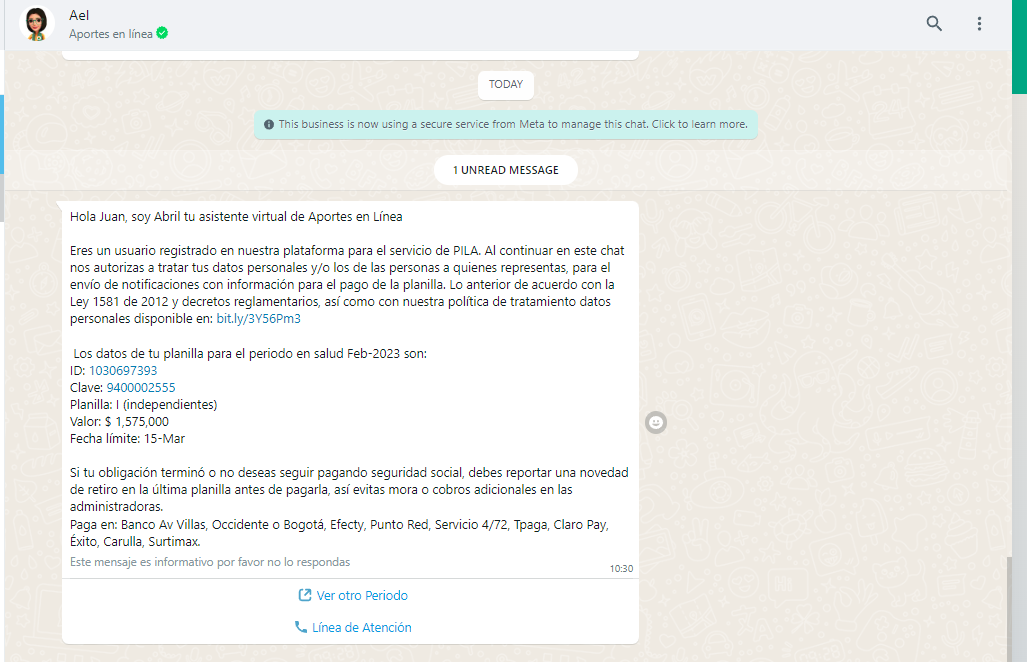 Ael
Aportes en línea
TODAY
This business is now using a secure service from Meta to manage this chat. Click to learn more.
1 UNREAD MESSAGE
Hola Juan, soy Abril tu asistente virtual de Aportes en Línea
Eres un usuario registrado en nuestra plataforma para el servicio de PILA. Al continuar en este chat
nos autorizas a tratar tus datos personales y/o los de las personas a quienes representas, para el
envío de notificaciones con información para el pago de la planilla. Lo anterior de acuerdo con la
Ley 1581 de 2012 y decretos reglamentarios, así como con nuestra política de tratamiento datos
personales disponible en: bit.ly/3Y56Pm3
Los datos de tu planilla para el periodo en salud Feb-2023 son:
ID: 1030697393
Clave: 9400002555
Planilla: I (independientes)
Valor: $ 1,575,000
Fecha límite: 15-Mar
Si tu obligación terminó o no deseas seguir pagando seguridad social, debes reportar una novedad
de retiro en la última planilla antes de pagarla, así evitas mora o cobros adicionales en las
administradoras.
Paga en: Banco Av Villas, Occidente o Bogotá, Efecty, Punto Red, Servicio 4/72, Tpaga, Claro Pay,
Éxito, Carulla, Surtimax.
Este mensaje es informativo por favor no lo respondas
10:30
Ver otro Periodo
Línea de Atención